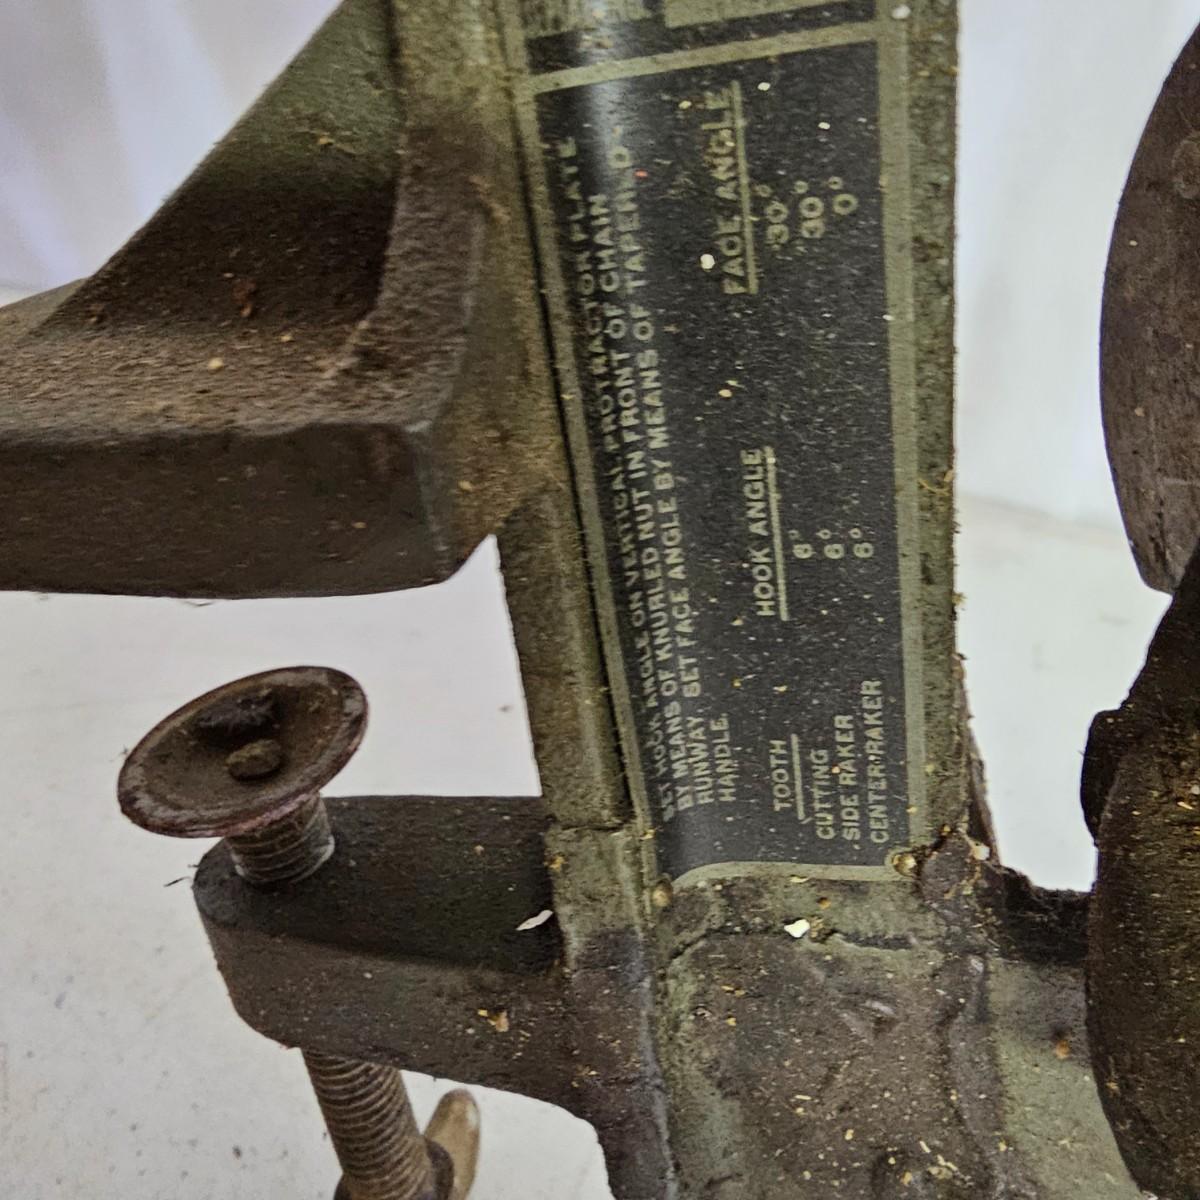 SET HOOK ANGLE ON VERTICAL PROTRACTOR PLATE
BY MEANS OF KNURLED NUT IN FRONT OF CHAIN
RUNWAY. SET FACE ANGLE BY MEANS OF TAPERED
HANDLE.
TOOTH HOOK ANGLE FACE ANGLE
CUTTING 6° 30°
SIDE RAKER 6° 30°
CENTER RAKER 6° 0°